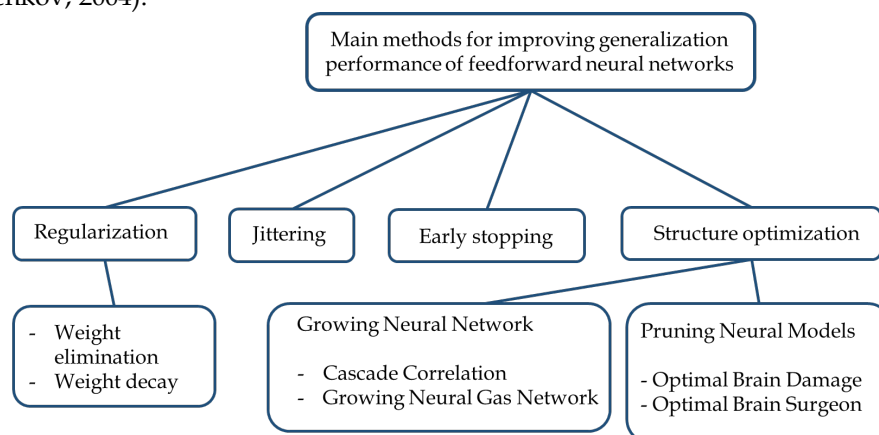 2004).
Main methods for improving generalization
performance of feedforward neural networks
Regularization
Jittering
Early stopping
Structure optimization
- Weight
elimination
- Weight decay
Growing Neural Network
- Cascade Correlation
- Growing Neural Gas Network
Pruning Neural Models
- Optimal Brain Damage
- Optimal Brain Surgeon